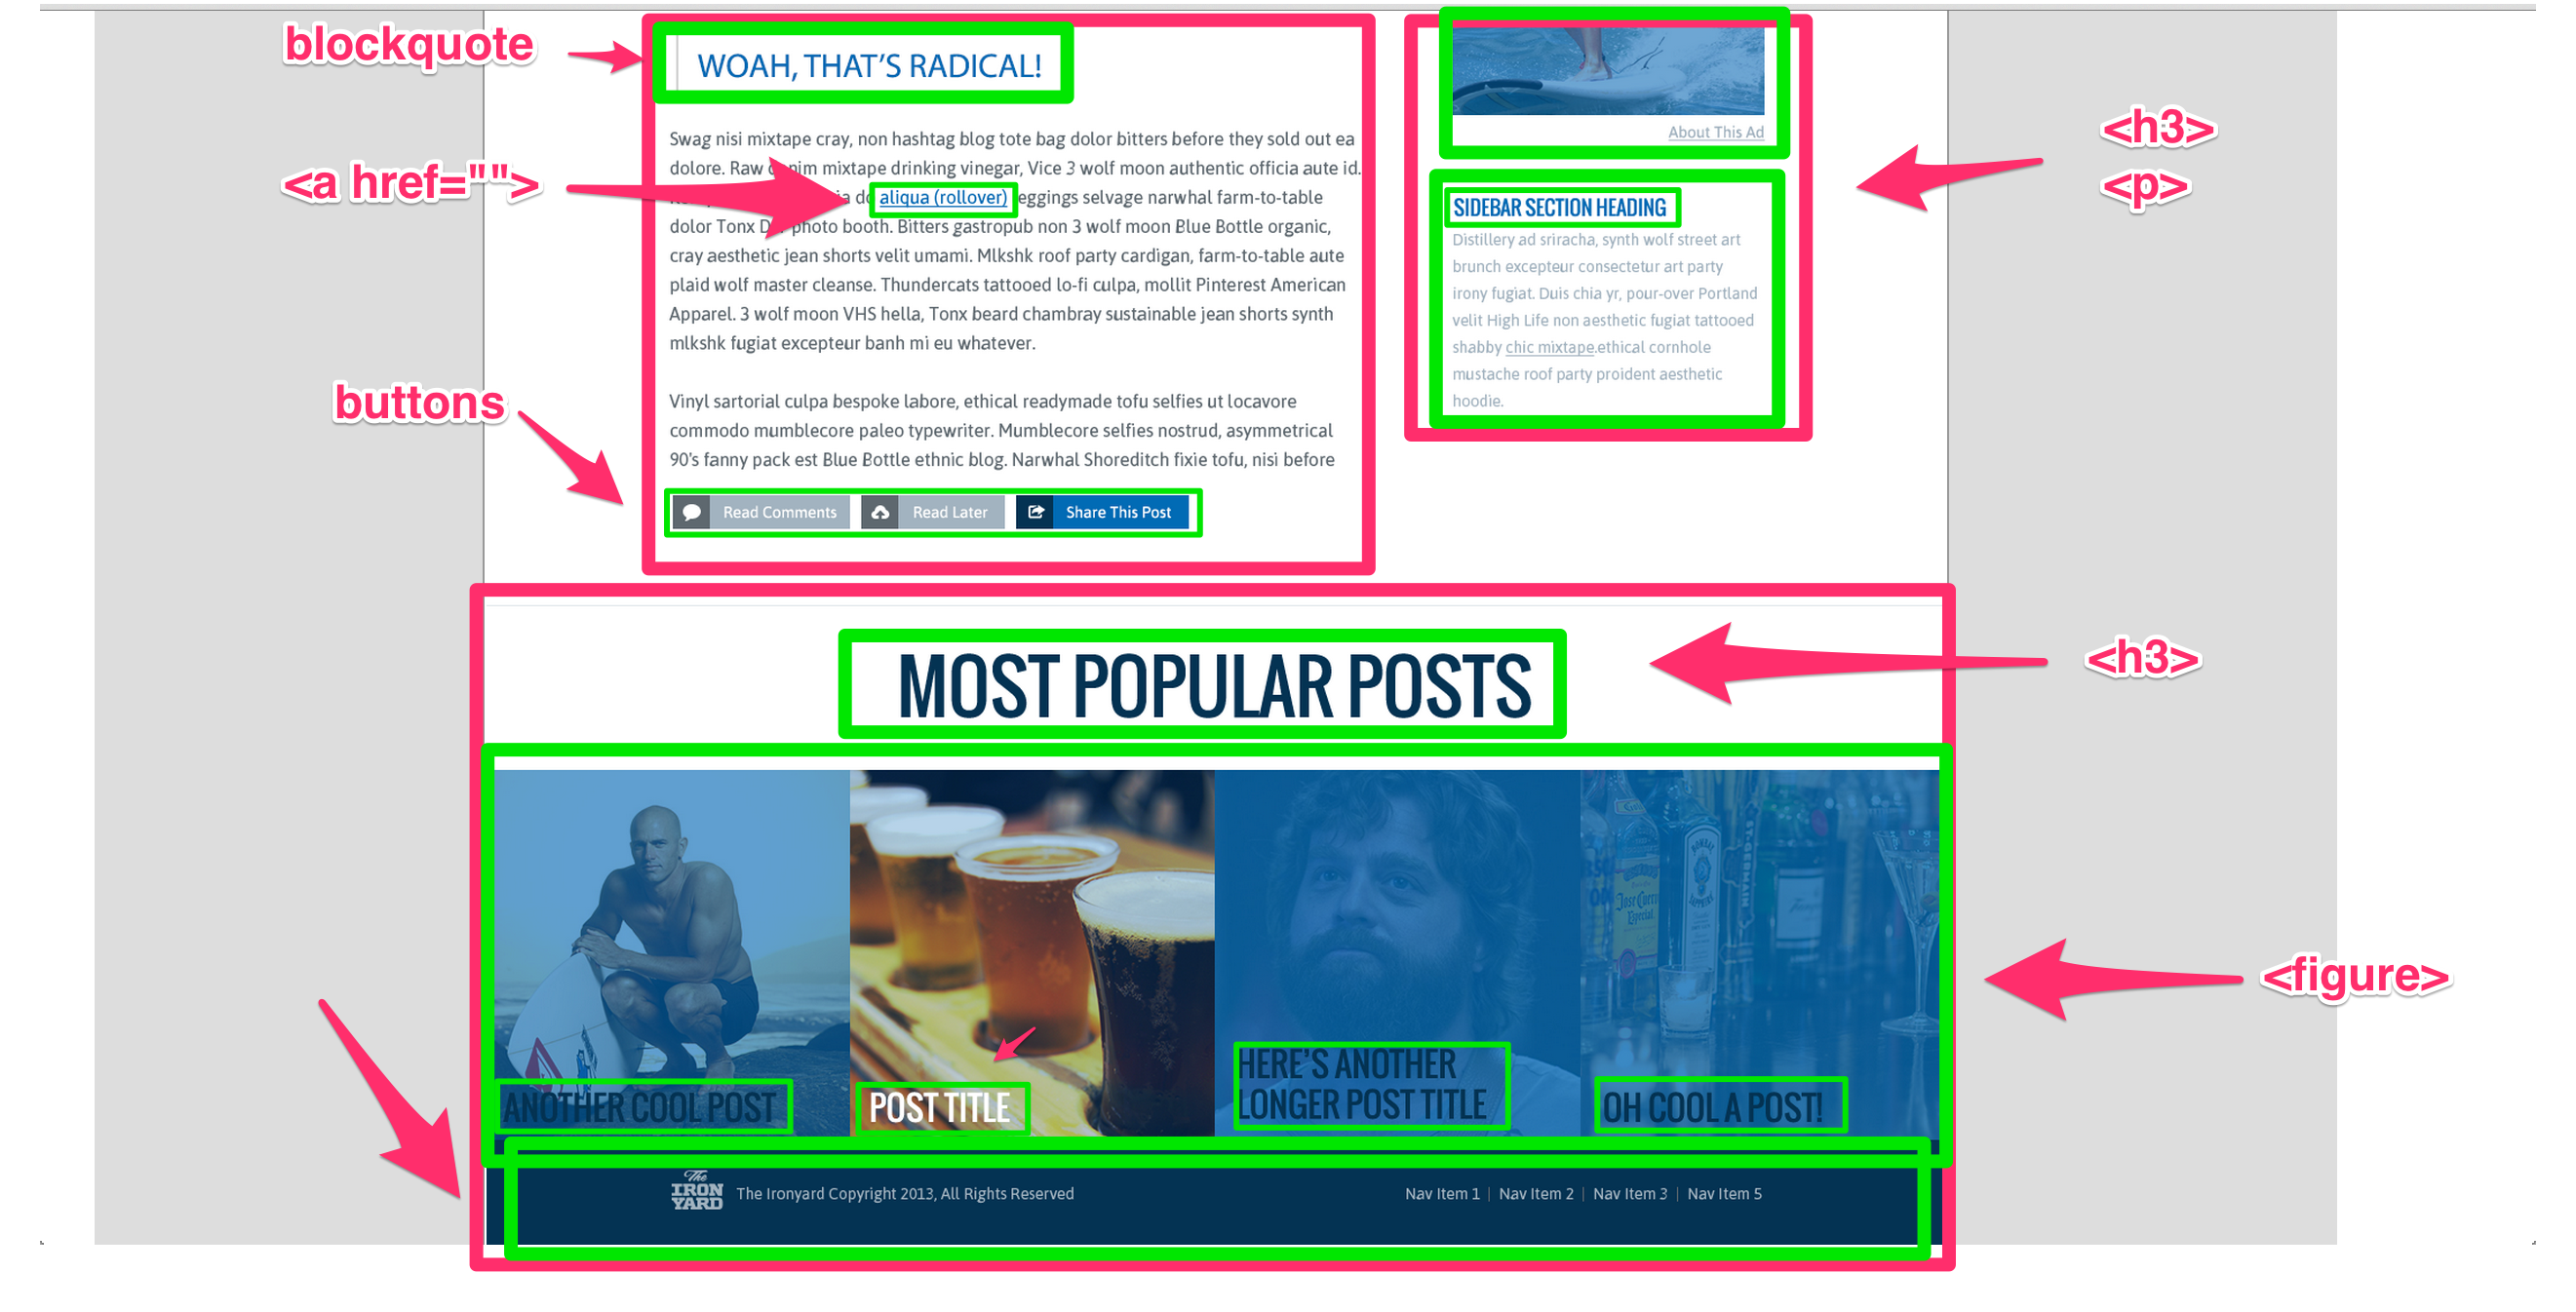 blockquote
WOAH, THAT'S RADICAL!
<a href="">
Swag nisi mixtape cray, non hashtag blog tote bag dolor bitters before they sold out ea
dolore. Raw mixtape drinking vinegar, Vice 3 wolf moon authentic officia aute id.
aliqua (rollover) eggings selvage narwhal farm-to-table
dolor Tonx photo booth. Bitters gastropub non 3 wolf moon Blue Bottle organic,
cray aesthetic jean shorts velit umami. Mlkshk roof party cardigan, farm-to-table aute
plaid wolf master cleanse. Thundercats tattooed lo-fi culpa, mollit Pinterest American
Apparel. 3 wolf moon VHS hella, Tonx beard chambray sustainable jean shorts synth
mlkshk fugiat excepteur banh mi eu whatever.
buttons
Vinyl sartorial culpa bespoke labore, ethical readymade tofu selfies ut locavore
commodo mumblecore paleo typewriter. Mumblecore selfies nostrud, asymmetrical
90's fanny pack est Blue Bottle ethnic blog. Narwhal Shoreditch fixie tofu, nisi before
Read Comments
Read Later
Share This Post
About This Ad
<h3>
<p>
SIDEBAR SECTION HEADING
Distillery ad sriracha, synth wolf street art
brunch excepteur consectetur art party
irony fugiat. Duis chia yr, pour-over Portland
velit High Life non aesthetic fugiat tattooed
shabby chic mixtape.ethical cornhole
mustache roof party proident aesthetic
hoodie.
MOST POPULAR POSTS
<h3>
<figure>
ANOTHER COOL POST
POST TITLE
HERE'S ANOTHER
LONGER POST TITLE
OH COOL A POST!
The
IRON
YARD
The Ironyard Copyright 2013, All Rights Reserved
Nav Item 1 | Nav Item 2 | Nav Item 3 | Nav Item 5